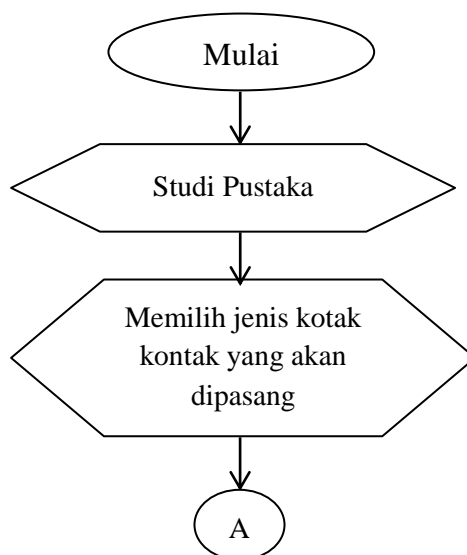 Mulai
Studi Pustaka
Memilih jenis kotak
kontak yang akan
dipasang
A